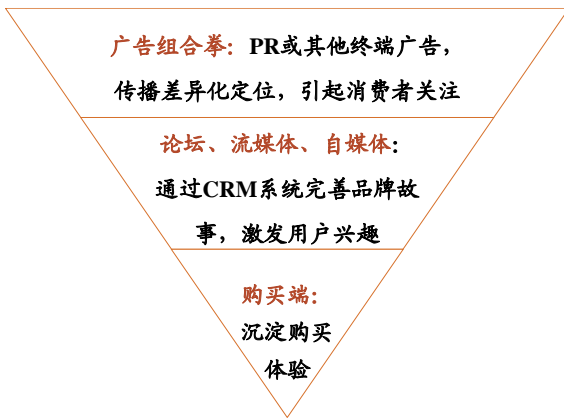 广告组合拳：PR或其他终端广告，
传播差异化定位，引起消费者关注
论坛、流媒体、自媒体：
通过CRM系统完善品牌故
事，激发用户兴趣
购买端：
沉淀购买
体验